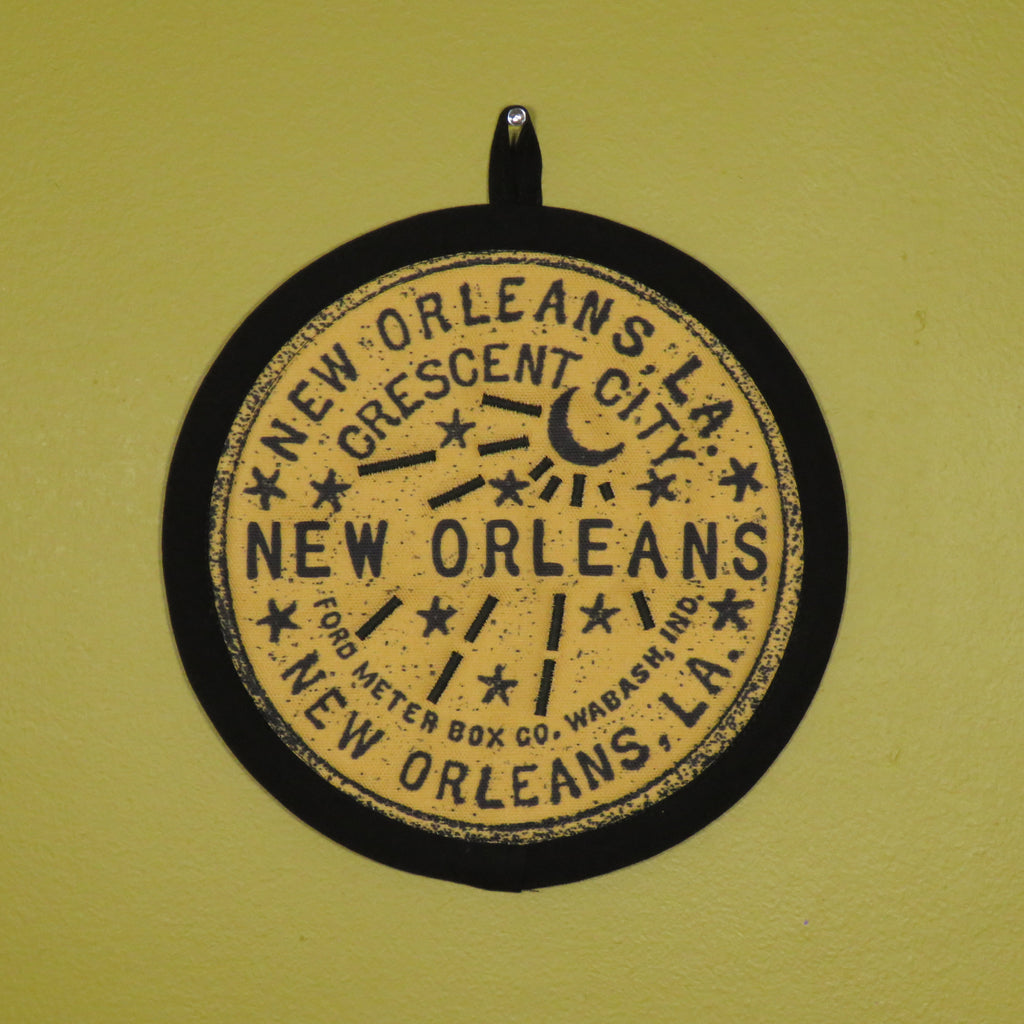 NEW ORLEANS, LA.
CRESCENT CITY
NEW ORLEANS
FORD METER BOX CO. WABASH, IND.
NEW ORLEANS, LA.